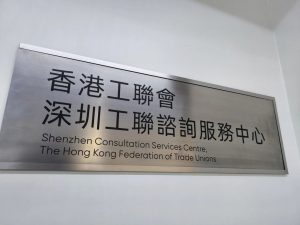 香港工聯會
深圳工聯諮詢服務中心
Shenzhen Consultation Services Centre,
The Hong Kong Federation of Trade Unions